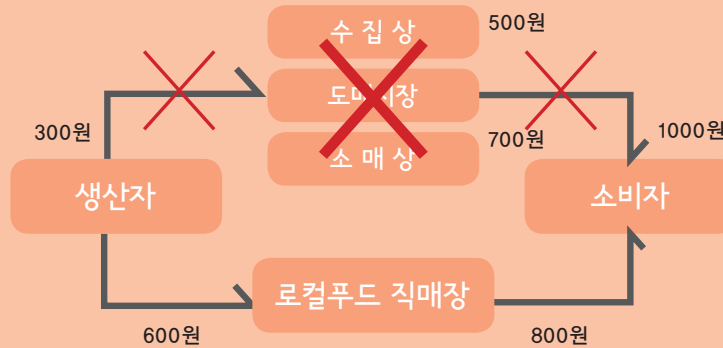 수 집 상
500원
도매시장
300원
700원
1000원
소 매 상
생산자
소비자
로컬푸드 직매장
600원
800원